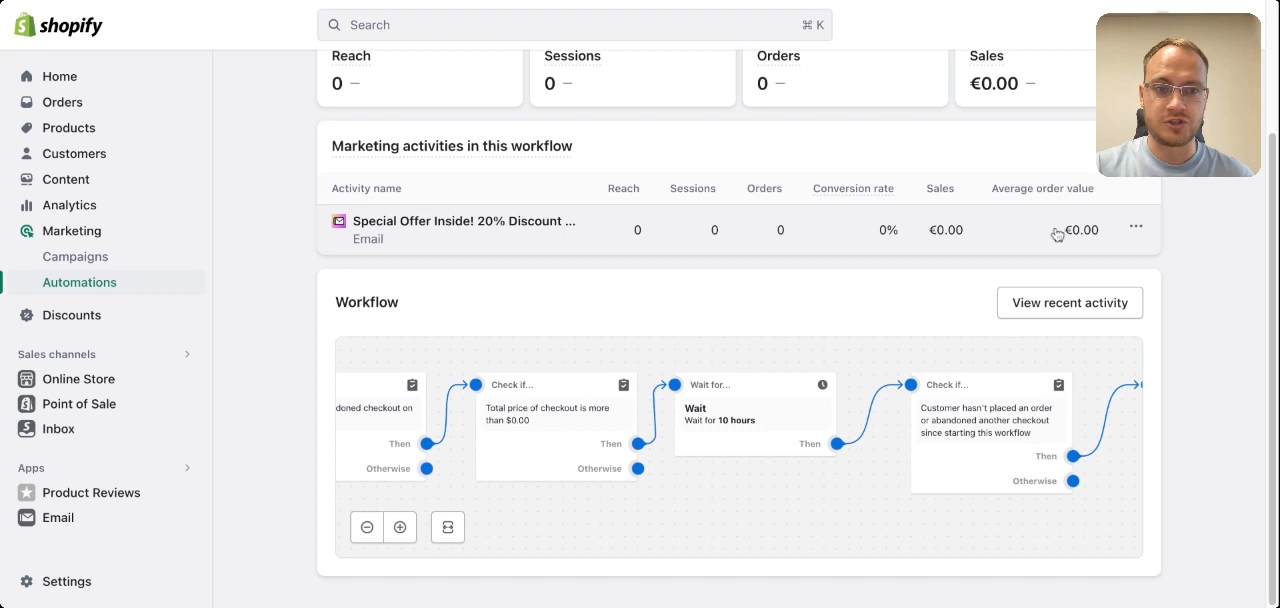 shopify
Search
⌘ K
Home
Orders
Products
Customers
Content
Analytics
Marketing
Campaigns
Automations
Discounts
Sales channels
Online Store
Point of Sale
Inbox
Apps
Product Reviews
Email
Settings
Reach
0 –
Sessions
0 –
Orders
0 –
Sales
€0.00 –
Marketing activities in this workflow
Activity name Reach Sessions Orders Conversion rate Sales Average order value
Special Offer Inside! 20% Discount ...
Email
0 0 0 0% €0.00 €0.00
Workflow
View recent activity
doned checkout on
Then
Otherwise
Check if...
Total price of checkout is more
than $0.00
Then
Otherwise
Wait for...
Wait
Wait for 10 hours
Then
Check if...
Customer hasn't placed an order
or abandoned another checkout
since starting this workflow
Then
Otherwise